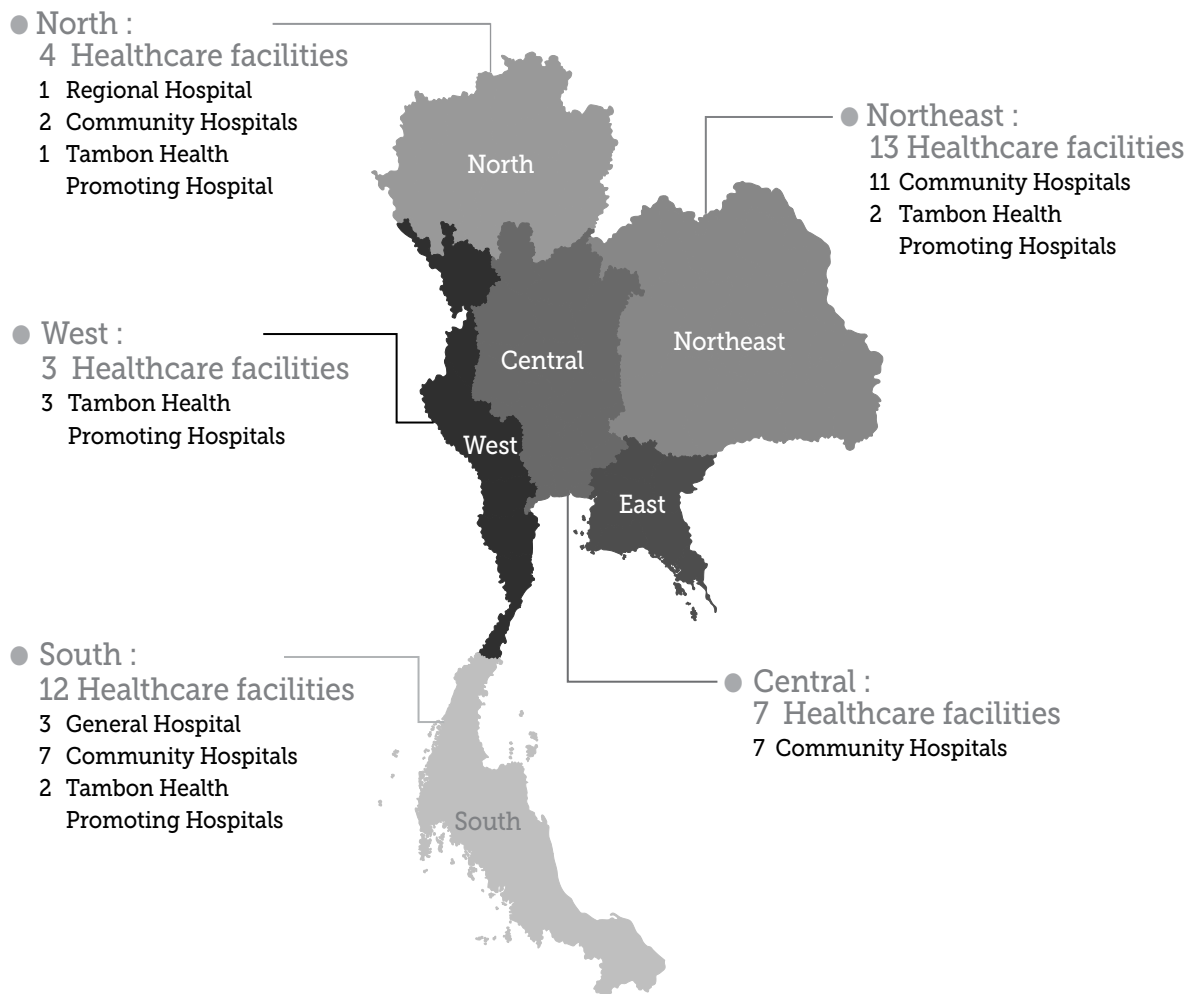 North :
4 Healthcare facilities
1 Regional Hospital
2 Community Hospitals
1 Tambon Health
Promoting Hospital
Northeast :
13 Healthcare facilities
11 Community Hospitals
2 Tambon Health
Promoting Hospitals
North
West :
3 Healthcare facilities
3 Tambon Health
Promoting Hospitals
Northeast
Central
West
East
South :
12 Healthcare facilities
3 General Hospital
7 Community Hospitals
2 Tambon Health
Promoting Hospitals
Central :
7 Healthcare facilities
7 Community Hospitals
South